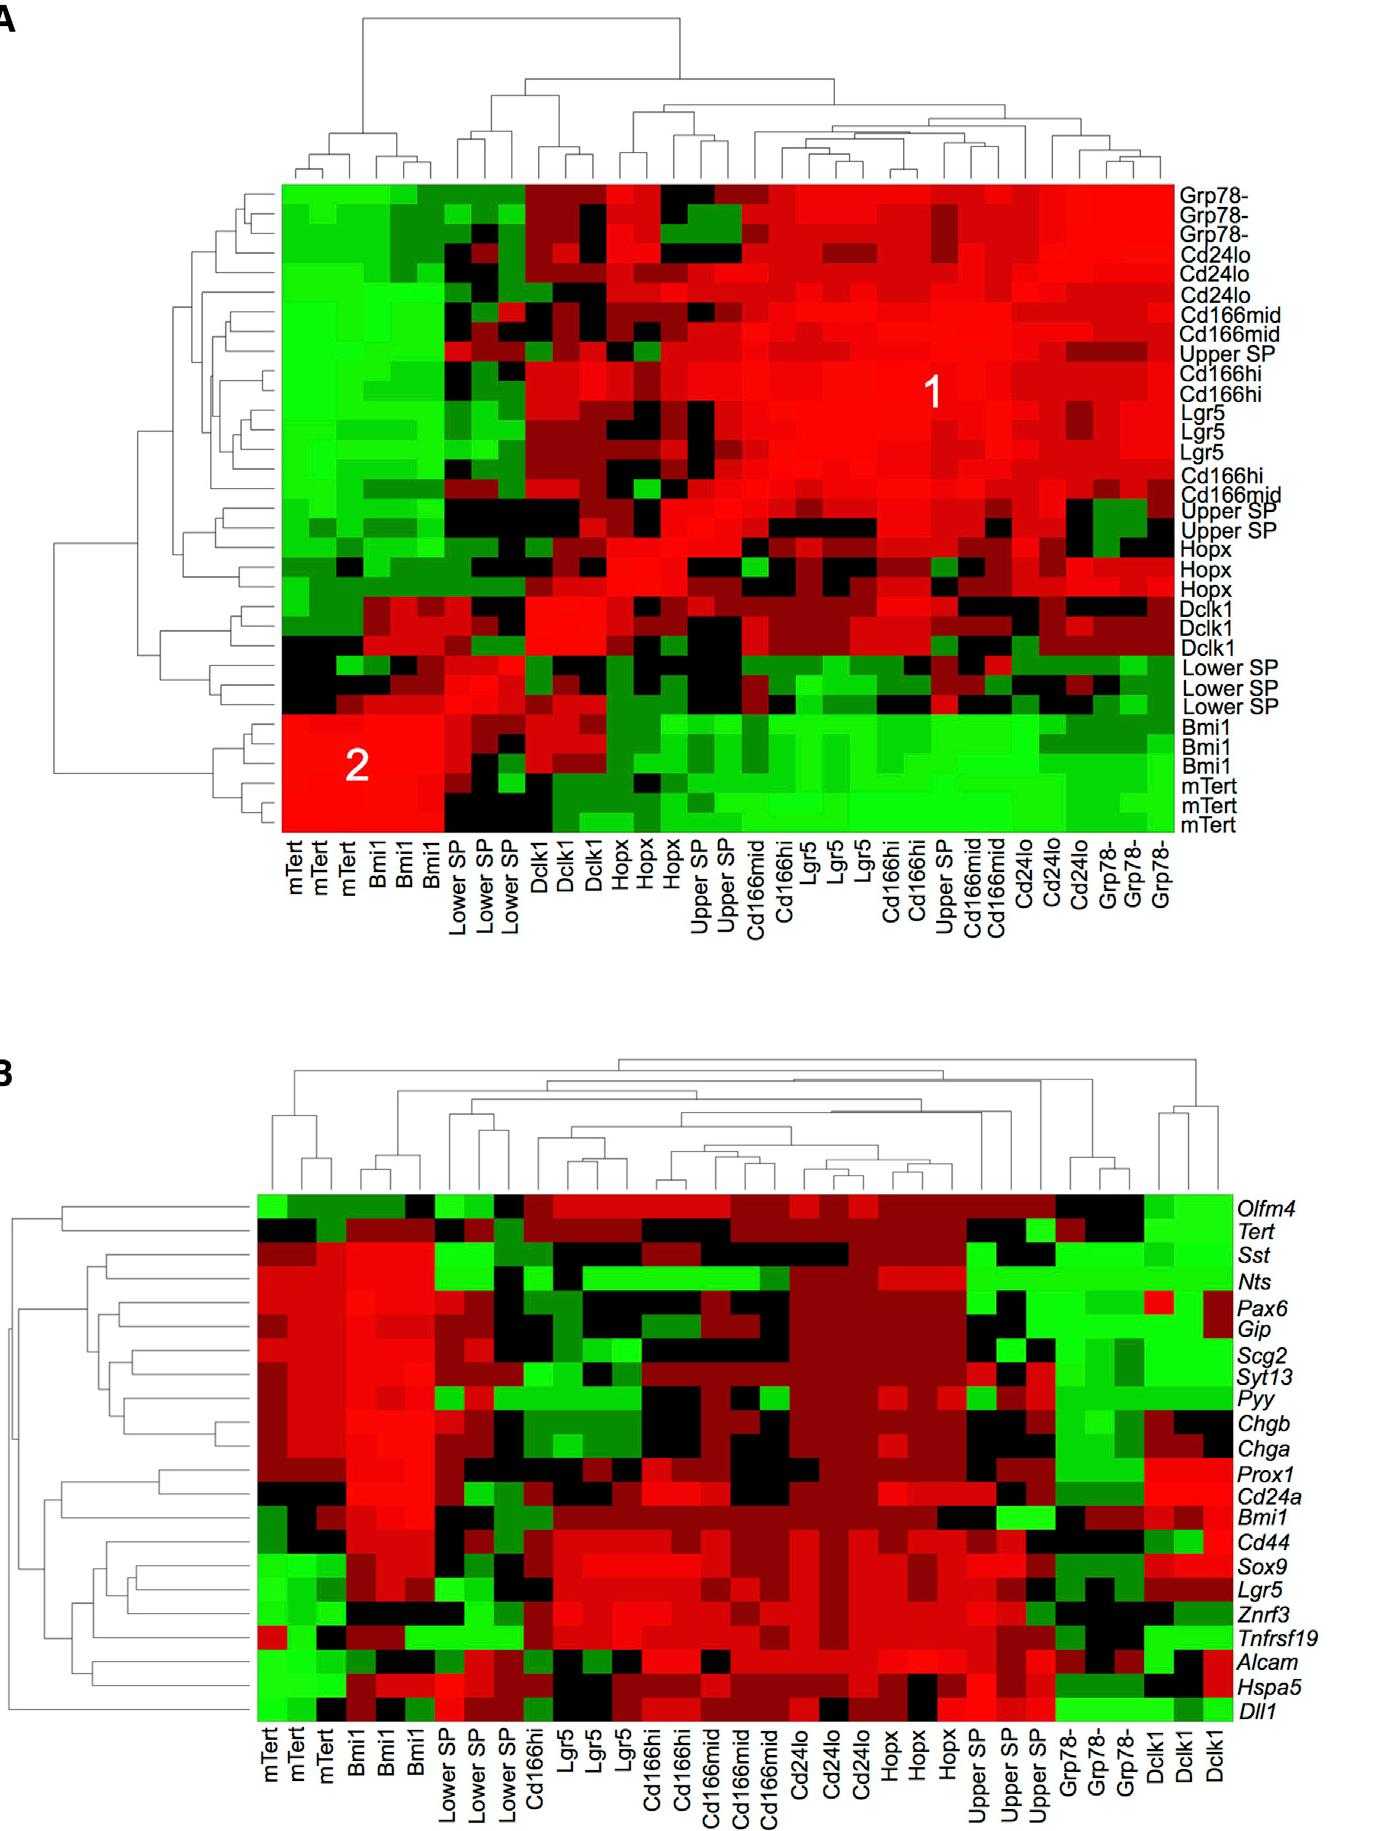 A
Grp78-
Grp78-
Grp78-
Cd24lo
Cd24lo
Cd24lo
Cd166mid
Cd166mid
Upper SP
Cd166hi
Cd166hi
1
Lgr5
Lgr5
Lgr5
Cd166hi
Cd166mid
Upper SP
Upper SP
Hopx
Hopx
Hopx
Dclk1
Dclk1
Dclk1
Lower SP
Lower SP
Lower SP
Bmi1
Bmi1
2
Bmi1
mTert
mTert
mTert
mTert mTert mTert Bmi1 Bmi1 Bmi1 Lower SP Lower SP Lower SP Dclk1 Dclk1 Dclk1 Hopx Hopx Hopx Upper SP Upper SP Cd166mid Cd166hi Lgr5 Lgr5 Lgr5 Cd166hi Cd166hi Upper SP Cd166mid Cd166mid Cd24lo Cd24lo Cd24lo Grp78- Grp78- Grp78-
B
Olfm4
Tert
Sst
Nts
Pax6
Gip
Scg2
Syt13
Pyy
Chgb
Chga
Prox1
Cd24a
Bmi1
Cd44
Sox9
Lgr5
Znrf3
Tnfrsf19
Alcam
Hspa5
Dll1
mTert mTert mTert Bmi1 Bmi1 Bmi1 Lower SP Lower SP Lower SP Cd166hi Lgr5 Lgr5 Lgr5 Cd166hi Cd166hi Cd166mid Cd166mid Cd166mid Cd24lo Cd24lo Cd24lo Hopx Hopx Hopx Upper SP Upper SP Upper SP Grp78- Grp78- Grp78- Dclk1 Dclk1 Dclk1